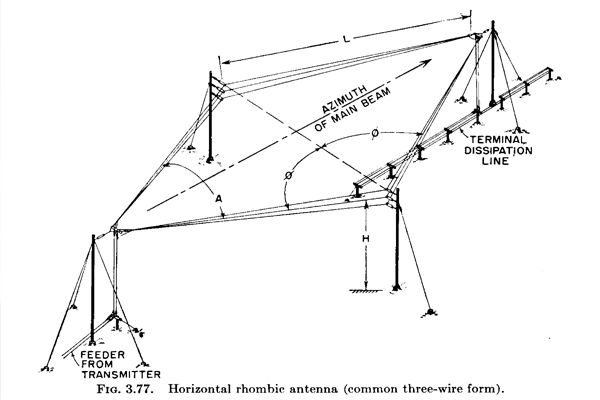 L
AZIMUTH
OF MAIN BEAM
ø
ø
A
TERMINAL
DISSIPATION
LINE
H
FEEDER
FROM
TRANSMITTER
FIG. 3.77. Horizontal rhombic antenna (common three-wire form).